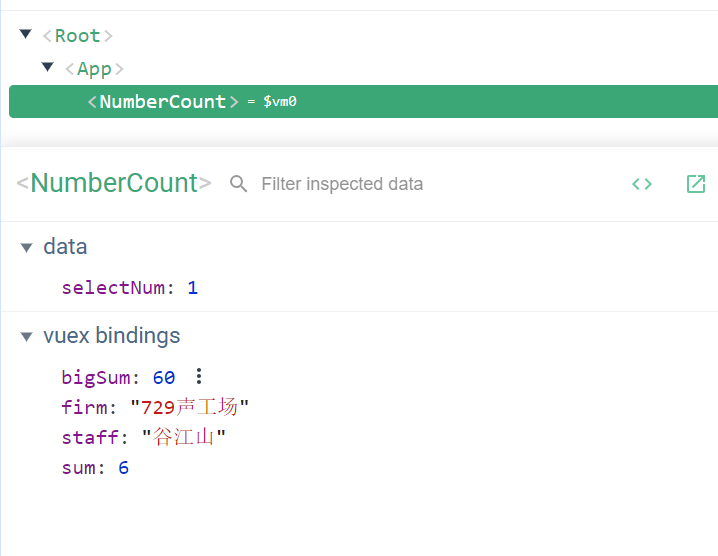 <Root>
<App>
<NumberCount> = $vm0
<NumberCount> Filter inspected data
data
selectNum: 1
vuex bindings
bigSum: 60
firm: "729声工场"
staff: "谷江山"
sum: 6